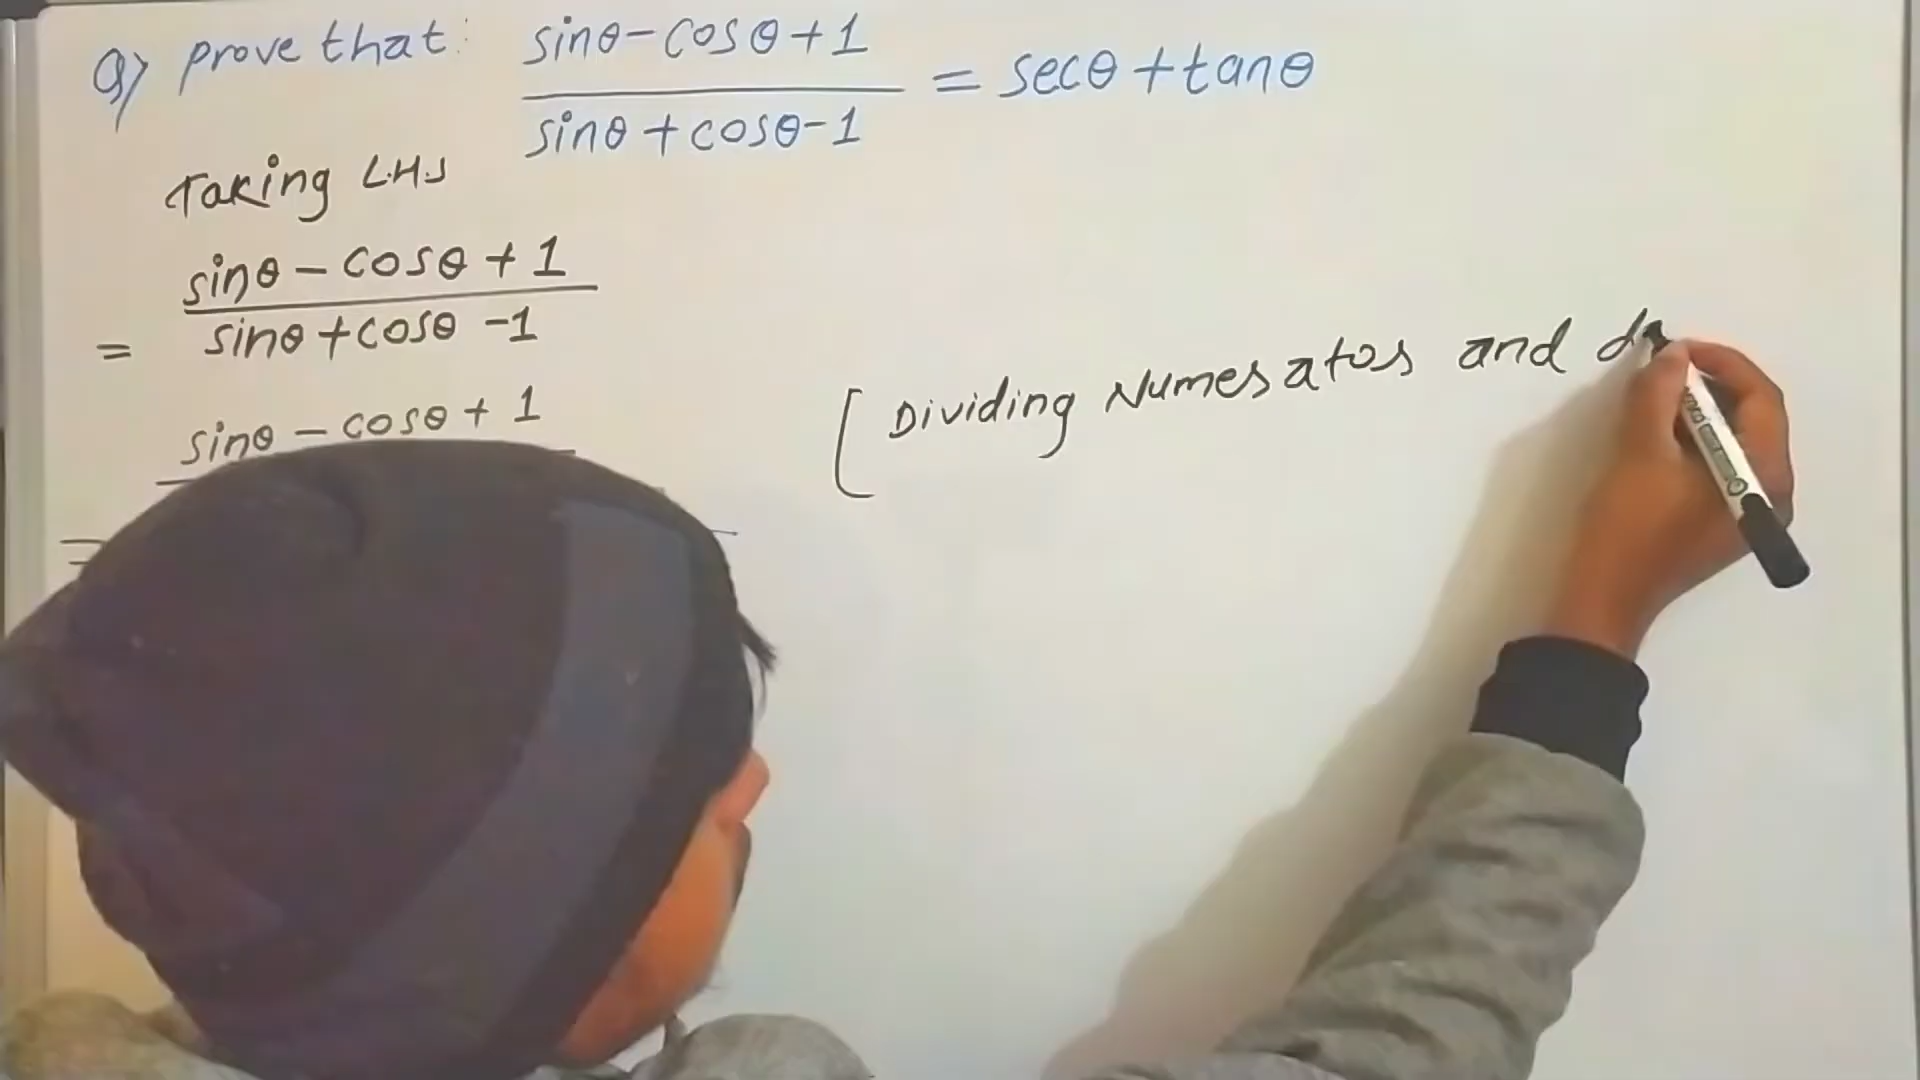 Q) prove that: sinθ-cosθ+1
sinθ+cosθ-1
= secθ+tanθ
Taking L.H.S
sinθ-cosθ+1
= sinθ+cosθ-1
sinθ-cosθ+1
=
[ Dividing Numerator and d